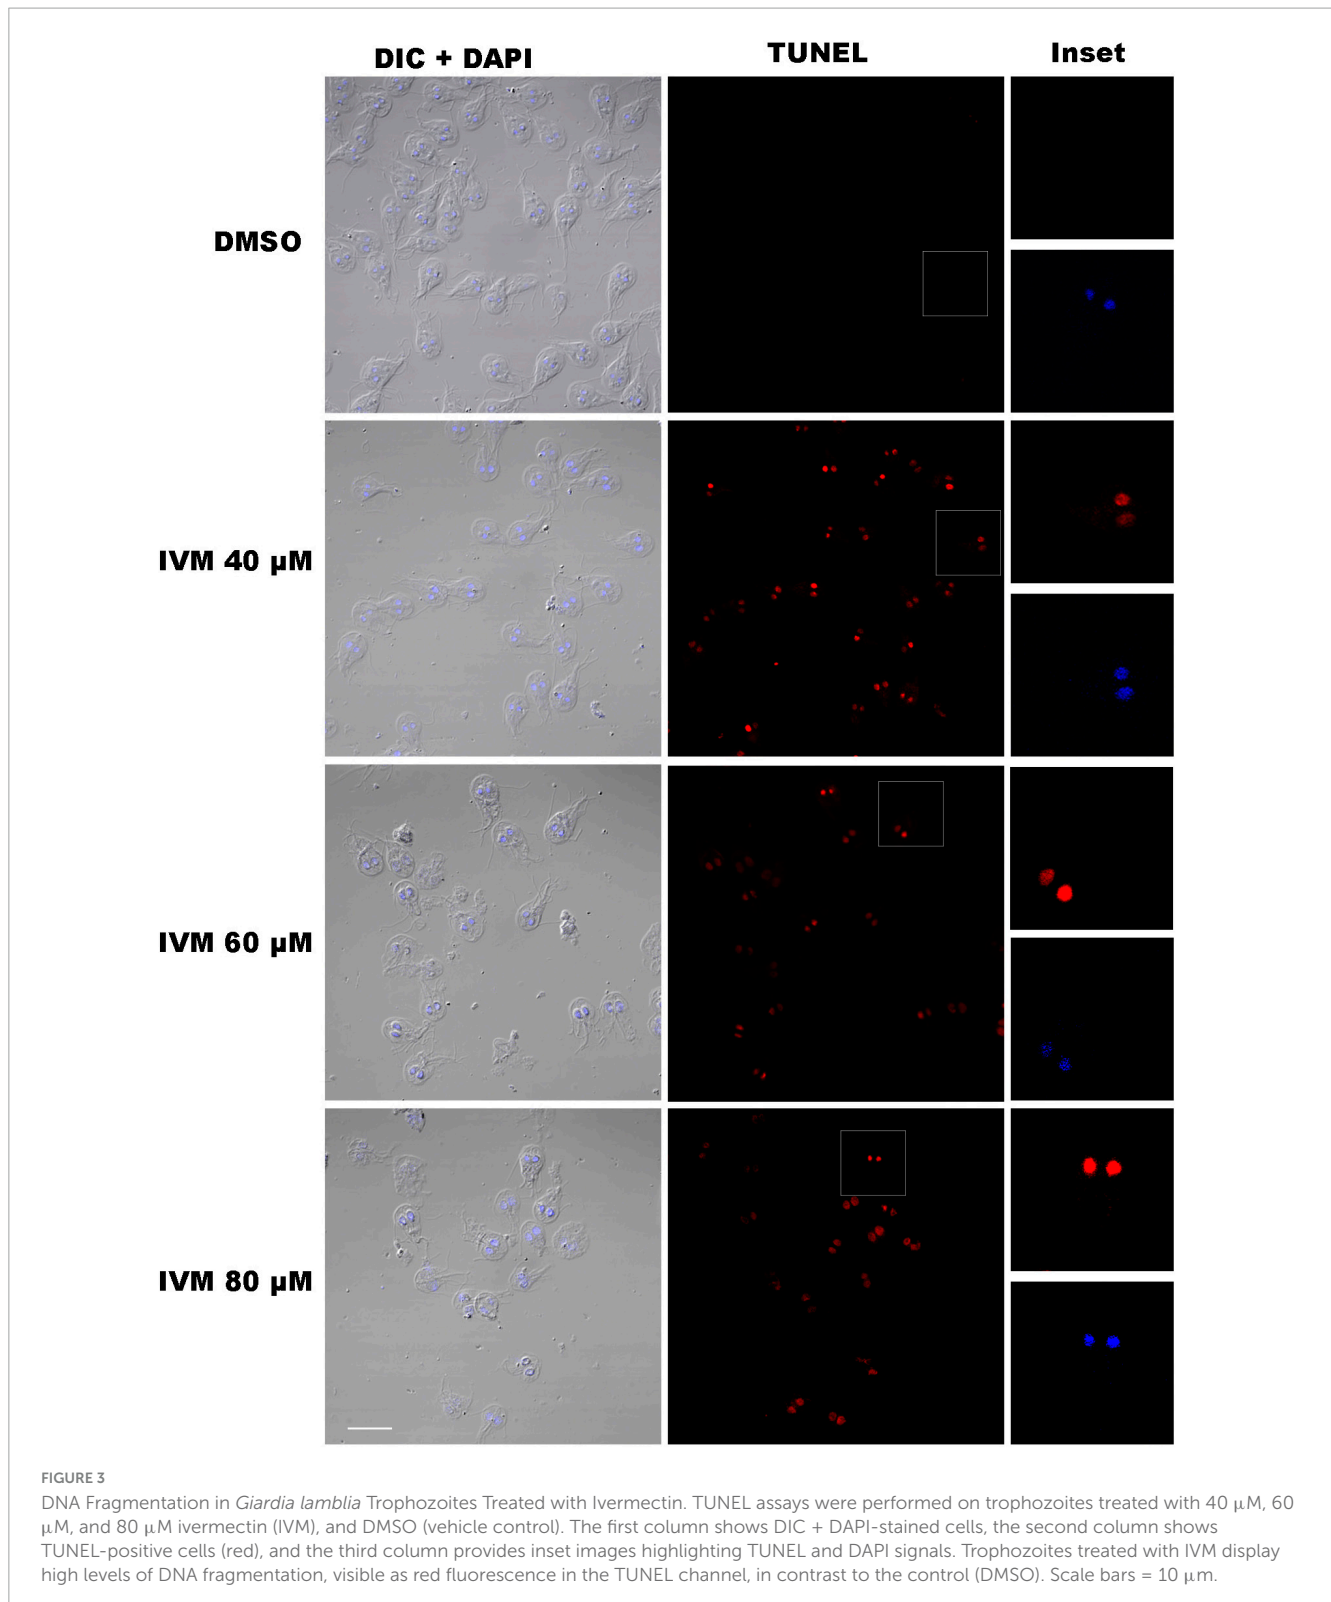 DIC + DAPI
TUNEL
Inset
DMSO
IVM 40 µM
IVM 60 µM
IVM 80 µM
FIGURE 3
DNA Fragmentation in Giardia lamblia Trophozoites Treated with Ivermectin. TUNEL assays were performed on trophozoites treated with 40 µM, 60
µM, and 80 µM ivermectin (IVM), and DMSO (vehicle control). The first column shows DIC + DAPI-stained cells, the second column shows
TUNEL-positive cells (red), and the third column provides inset images highlighting TUNEL and DAPI signals. Trophozoites treated with IVM display
high levels of DNA fragmentation, visible as red fluorescence in the TUNEL channel, in contrast to the control (DMSO). Scale bars = 10 µm.